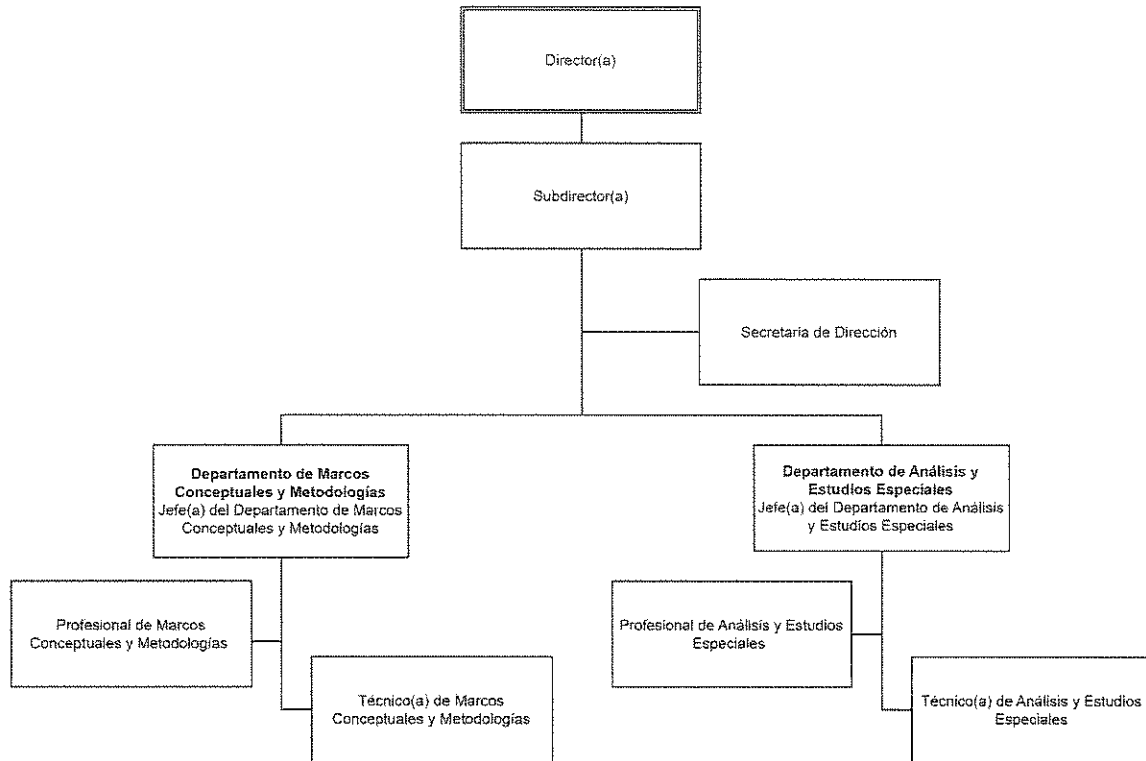 Director(a)
Subdirector(a)
Secretaría de Dirección
Departamento de Marcos
Conceptuales y Metodologías
Jefe(a) del Departamento de Marcos
Conceptuales y Metodologías
Departamento de Análisis y
Estudios Especiales
Jefe(a) del Departamento de Análisis
y Estudios Especiales
Profesional de Marcos
Conceptuales y Metodologías
Técnico(a) de Marcos
Conceptuales y Metodologías
Profesional de Análisis y Estudios
Especiales
Técnico(a) de Análisis y Estudios
Especiales